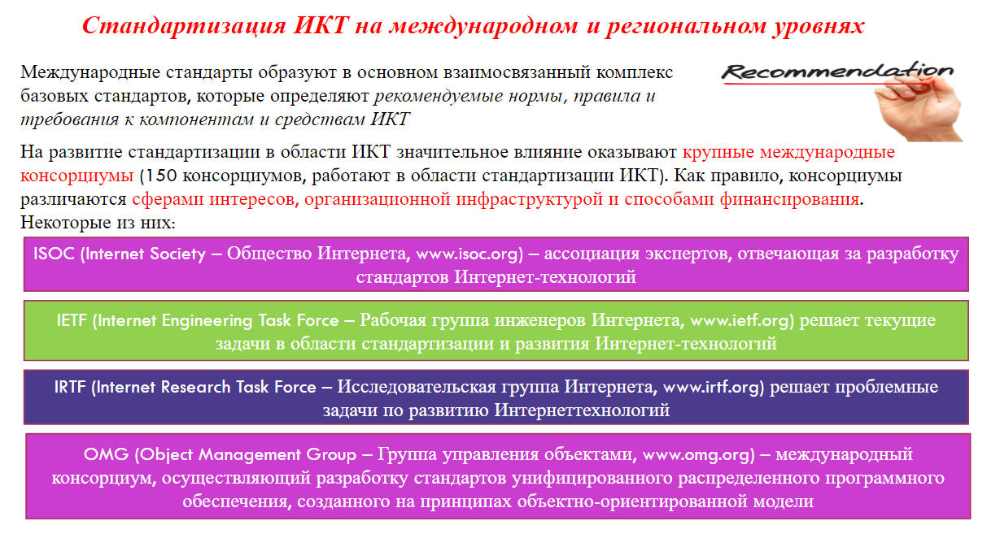 Стандартизация ИКТ на международном и региональном уровнях
Международные стандарты образуют в основном взаимосвязанный комплекс
базовых стандартов, которые определяют рекомендуемые нормы, правила и
требования к компонентам и средствам ИКТ
Recommendation
На развитие стандартизации в области ИКТ значительное влияние оказывают крупные международные
консорциумы (150 консорциумов, работают в области стандартизации ИКТ). Как правило, консорциумы
различаются сферами интересов, организационной инфраструктурой и способами финансирования.
Некоторые из них:
ISOC (Internet Society – Общество Интернета, www.isoc.org) – ассоциация экспертов, отвечающая за разработку
стандартов Интернет-технологий
IETF (Internet Engineering Task Force – Рабочая группа инженеров Интернета, www.ietf.org) решает текущие
задачи в области стандартизации и развития Интернет-технологий
IRTF (Internet Research Task Force – Исследовательская группа Интернета, www.irtf.org) решает проблемные
задачи по развитию Интернеттехнологий
OMG (Object Management Group – Группа управления объектами, www.omg.org) – международный
консорциум, осуществляющий разработку стандартов унифицированного распределенного программного
обеспечения, созданного на принципах объектно-ориентированной модели